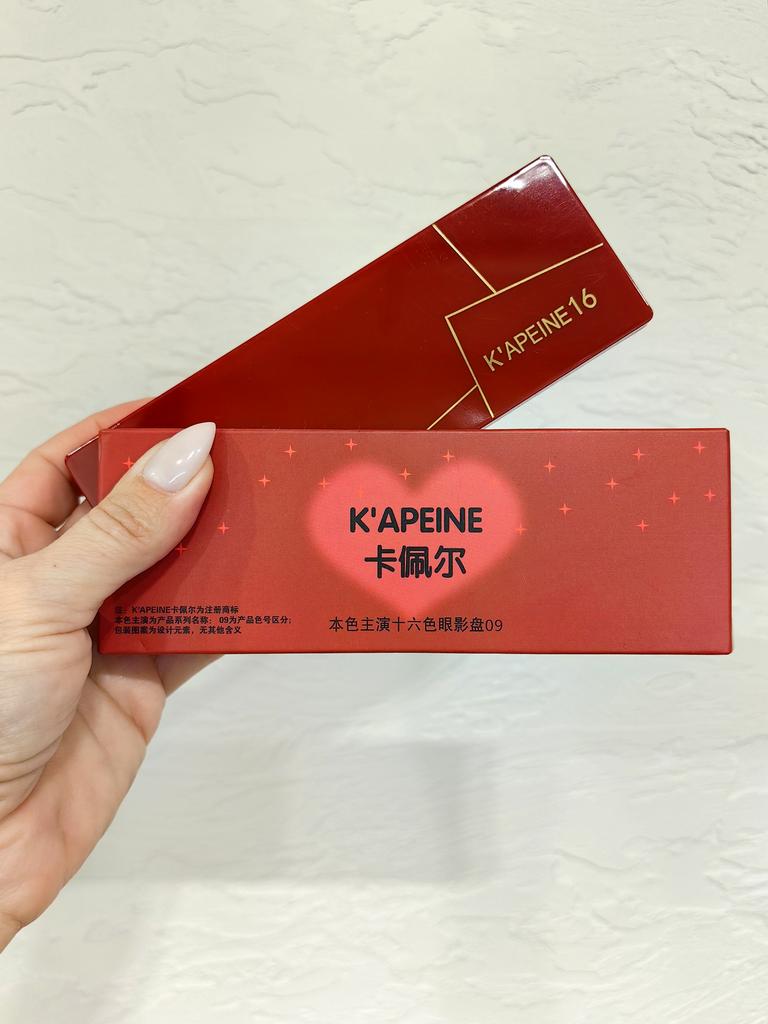 K'APEINE16
K'APEINE
卡佩尔
注：K'APEINE卡佩尔为注册商标
本色主演为产品系列名称； 09为产品色号区分；
包装图案为设计元素，无其他含义
本色主演十六色眼影盘09